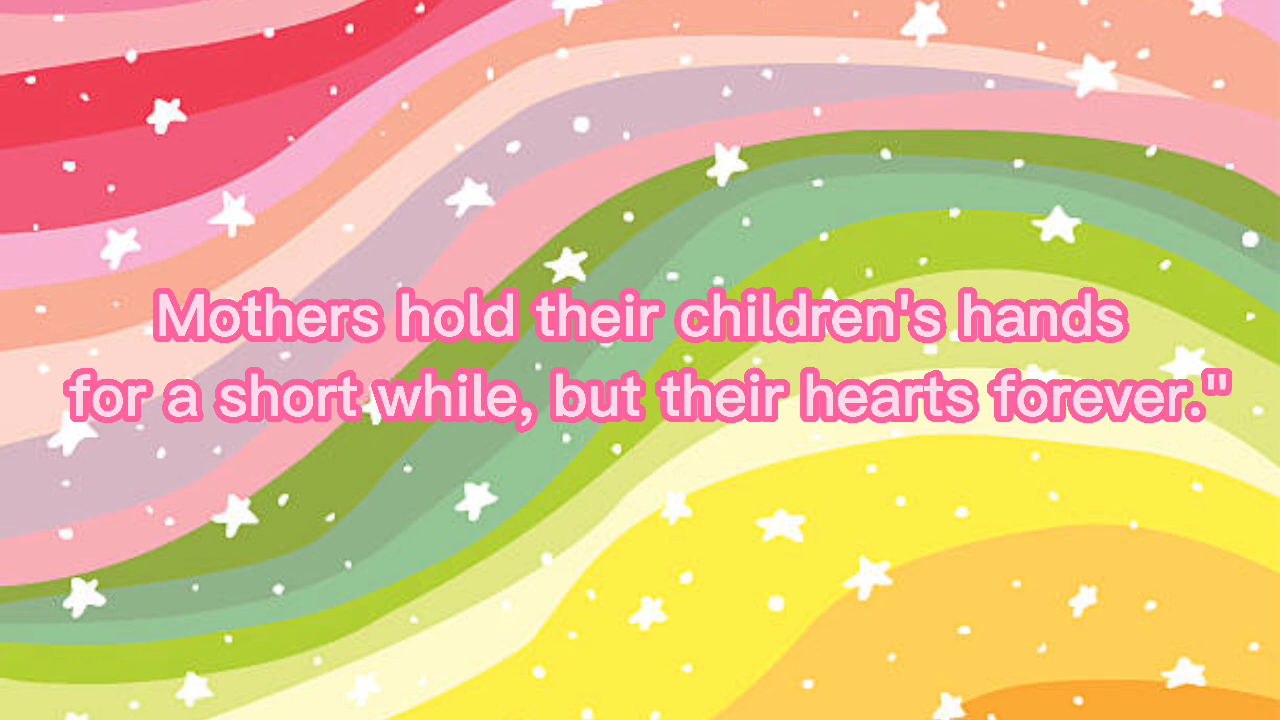 Mothers hold their children's hands
for a short while, but their hearts forever."